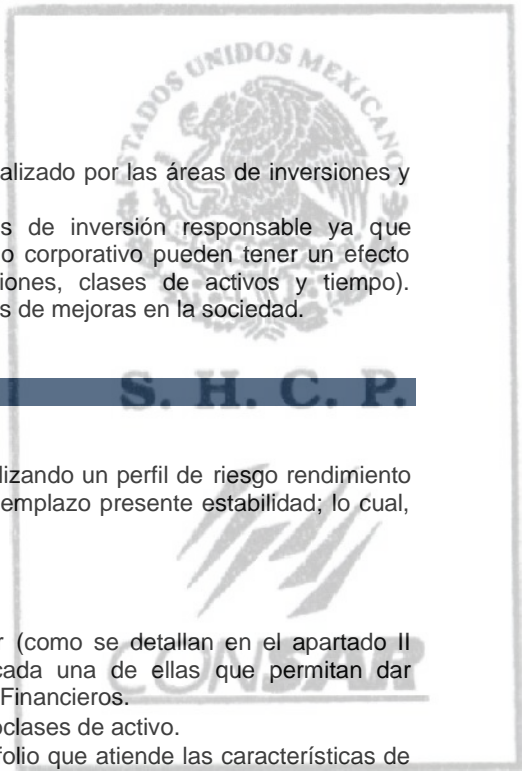 ESTADOS UNIDOS MEXICANOS
alizado por las áreas de inversiones y
s de inversión responsable ya que
o corporativo pueden tener un efecto
iones, clases de activos y tiempo).
s de mejoras en la sociedad.
S. H. C. P.
lizando un perfil de riesgo rendimiento
emplazo presente estabilidad; lo cual,
r (como se detallan en el apartado II
cada una de ellas que permitan dar
CONSAR
Financieros.
oclases de activo.
folio que atiende las características de